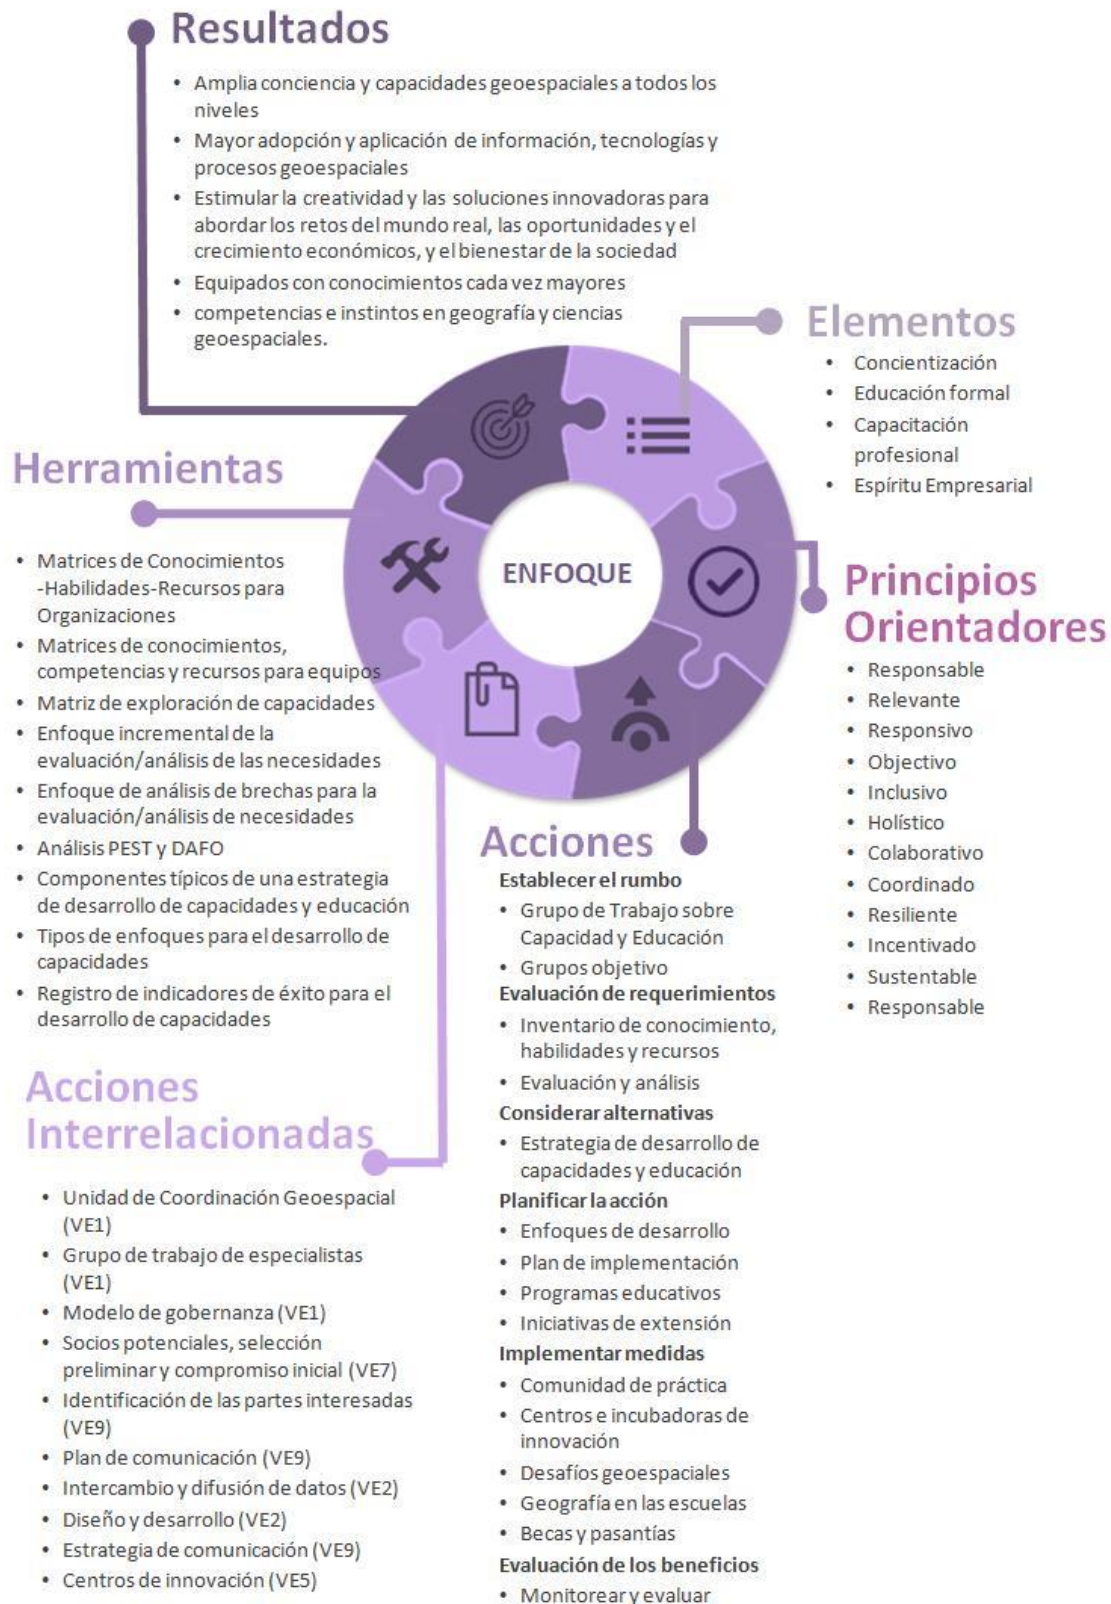 Resultados
• Amplia conciencia y capacidades geoespaciales a todos los
niveles
• Mayor adopción y aplicación de información, tecnologías y
procesos geoespaciales
• Estimular la creatividad y las soluciones innovadoras para
abordar los retos del mundo real, las oportunidades y el
crecimiento económicos, y el bienestar de la sociedad
• Equipados con conocimientos cada vez mayores
• competencias e instintos en geografía y ciencias
geoespaciales.
Elementos
• Concientización
• Educación formal
• Capacitación
profesional
• Espíritu Empresarial
Herramientas
• Matrices de Conocimientos
-Habilidades-Recursos para
Organizaciones
• Matrices de conocimientos,
competencias y recursos para equipos
• Matriz de exploración de capacidades
• Enfoque incremental de la
evaluación/análisis de las necesidades
• Enfoque de análisis de brechas para la
evaluación/análisis de necesidades
• Análisis PEST y DAFO
• Componentes típicos de una estrategia
de desarrollo de capacidades y educación
• Tipos de enfoques para el desarrollo de
capacidades
• Registro de indicadores de éxito para el
desarrollo de capacidades
ENFOQUE
Principios
Orientadores
• Responsable
• Relevante
• Responsivo
• Objectivo
• Inclusivo
• Holístico
• Colaborativo
• Coordinado
• Resiliente
• Incentivado
• Sustentable
• Responsable
Acciones
Establecer el rumbo
• Grupo de Trabajo sobre
Capacidad y Educación
• Grupos objetivo
Evaluación de requerimientos
• Inventario de conocimiento,
habilidades y recursos
• Evaluación y análisis
Considerar alternativas
• Estrategia de desarrollo de
capacidades y educación
Planificar la acción
• Enfoques de desarrollo
• Plan de implementación
• Programas educativos
• Iniciativas de extensión
Implementar medidas
• Comunidad de práctica
• Centros e incubadoras de
innovación
• Desafíos geoespaciales
• Geografía en las escuelas
• Becas y pasantías
Evaluación de los beneficios
• Monitorear y evaluar
Acciones
Interrelacionadas
• Unidad de Coordinación Geoespacial
(VE1)
• Grupo de trabajo de especialistas
(VE1)
• Modelo de gobernanza (VE1)
• Socios potenciales, selección
preliminar y compromiso inicial (VE7)
• Identificación de las partes interesadas
(VE9)
• Plan de comunicación (VE9)
• Intercambio y difusión de datos (VE2)
• Diseño y desarrollo (VE2)
• Estrategia de comunicación (VE9)
• Centros de innovación (VE5)